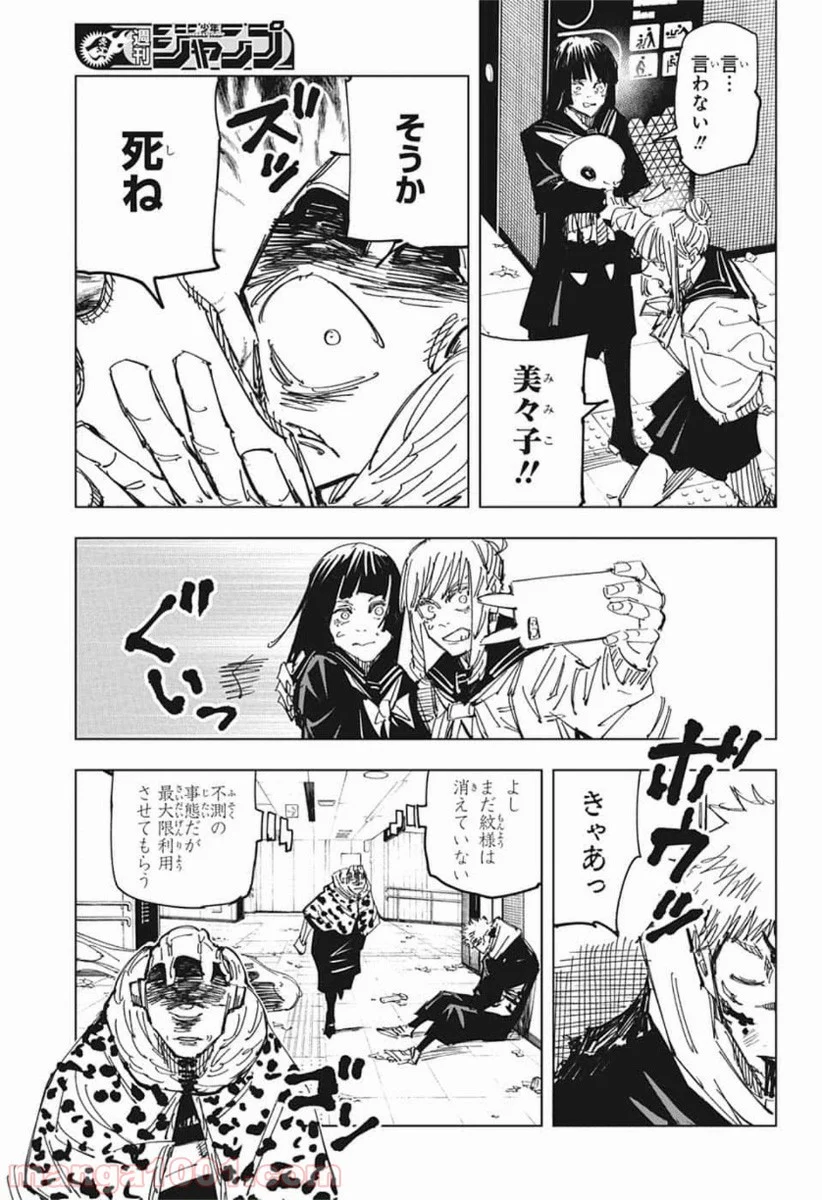 週刊
少年
ジャンプ
言…
言わない!!
美々子!!
そうか
死ね
ズズ
ぐいっ
ボウッ
きゃあっ
よし
まだ紋様は
消えていない
不測の
事態だが
最大限利用
させてもらう
manga1001.com